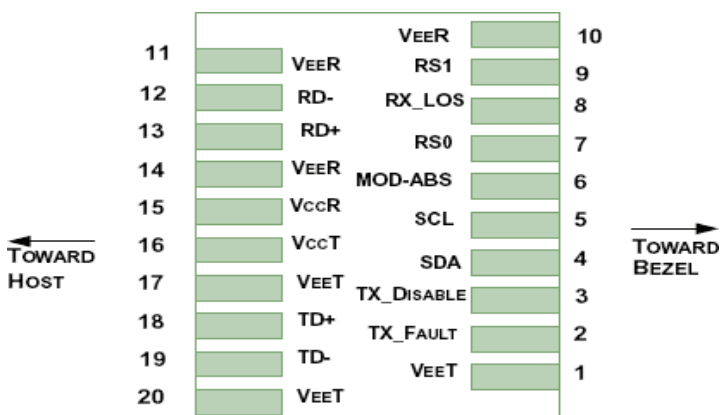 VEER 10
11 VEER RS1 9
12 RD- RX_LOS 8
13 RD+ RS0 7
14 VEER MOD-ABS 6
15 VCCR SCL 5
16 VCCT SDA 4
17 VEET TX_DISABLE 3
18 TD+ TX_FAULT 2
19 TD- VEET 1
20 VEET
TOWARD
HOST
TOWARD
BEZEL